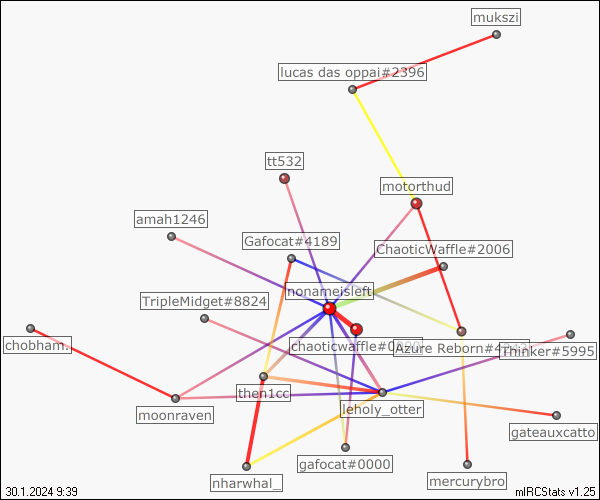 mukszi
lucas das oppai#2396
tt532
motorthud
amah1246
Gafocat#4189
ChaoticWaffle#2006
nonameisleft
TripleMidget#8824
chobham.
chaoticwaffle#0
Azure Reborn#4
Thinker#5995
then1cc
leholy_otter
moonraven
gateauxcatto
gafocat#0000
nharwhal_
mercurybro
30.1.2024 9:39
mIRCStats v1.25